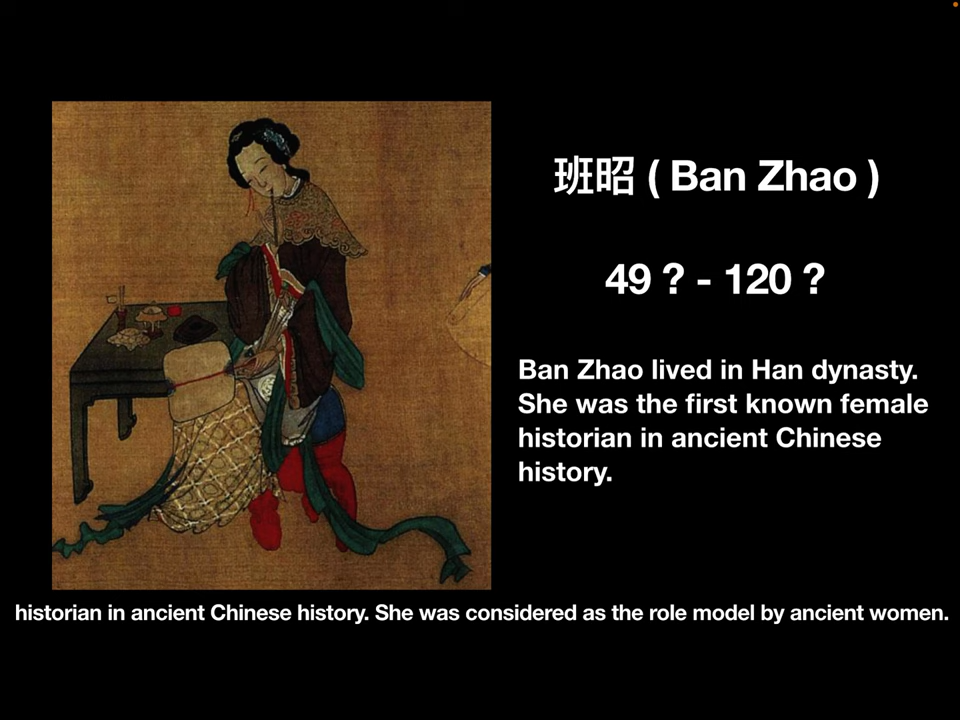 班昭 ( Ban Zhao )
49 ? - 120 ?
Ban Zhao lived in Han dynasty.
She was the first known female
historian in ancient Chinese
history.
historian in ancient Chinese history. She was considered as the role model by ancient women.